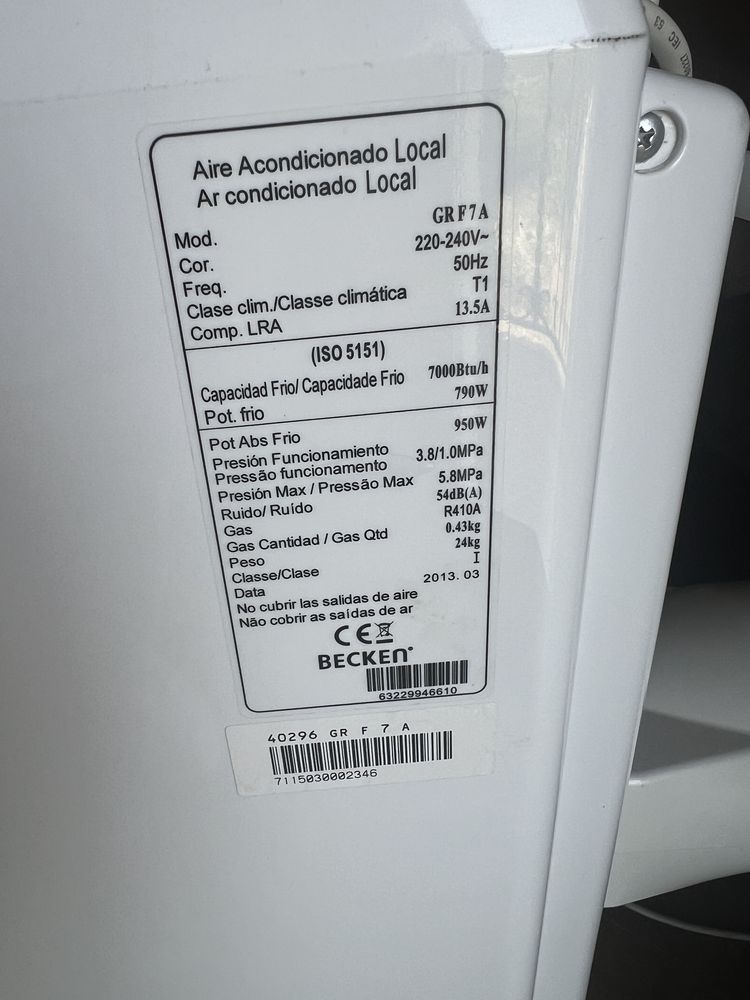 Aire Acondicionado Local
Ar condicionado Local
Mod. GR F 7 A
Cor. 220-240V~
Freq. 50Hz
Clase clim./Classe climática T1
Comp. LRA 13.5A
(ISO 5151)
Capacidad Frio/ Capacidade Frio 7000Btu/h
Pot. frio 790W
Pot Abs Frio 950W
Presión Funcionamiento 3.8/1.0MPa
Pressão funcionamento
Presión Max / Pressão Max 5.8MPa
Ruido/ Ruído 54dB(A)
Gas R410A
Gas Cantidad / Gas Qtd 0.43kg
Peso 24kg
Classe/Clase I
Data 2013. 03
No cubrir las salidas de aire
Não cobrir as saídas de ar
CE
BECKEN
63229946610
40296 GR F 7 A
7115030002346
IEC 53